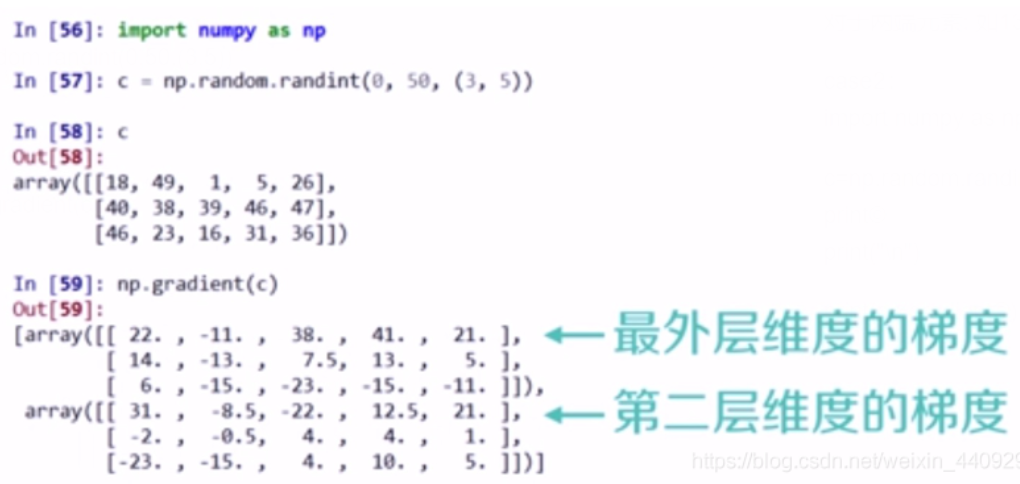 In [56]: import numpy as np
In [57]: c = np.random.randint(0, 50, (3, 5))
In [58]: c
Out[58]:
array([[18, 49,  1,  5, 26],
       [40, 38, 39, 46, 47],
       [46, 23, 16, 31, 36]])
In [59]: np.gradient(c)
Out[59]:
[array([[ 22. , -11. ,  38. ,  41. ,  21. ], ←最外层维度的梯度
        [ 14. , -13. ,   7.5,  13. ,   5. ],
        [  6. , -15. , -23. , -15. , -11. ]]),
 array([[ 31. ,  -8.5, -22. ,  12.5,  21. ], ←第二层维度的梯度
        [ -2. ,  -0.5,   4. ,   4. ,   1. ],
        [-23. , -15. ,   4. ,  10. ,   5. ]])]
https://blog.csdn.net/weixin_440929